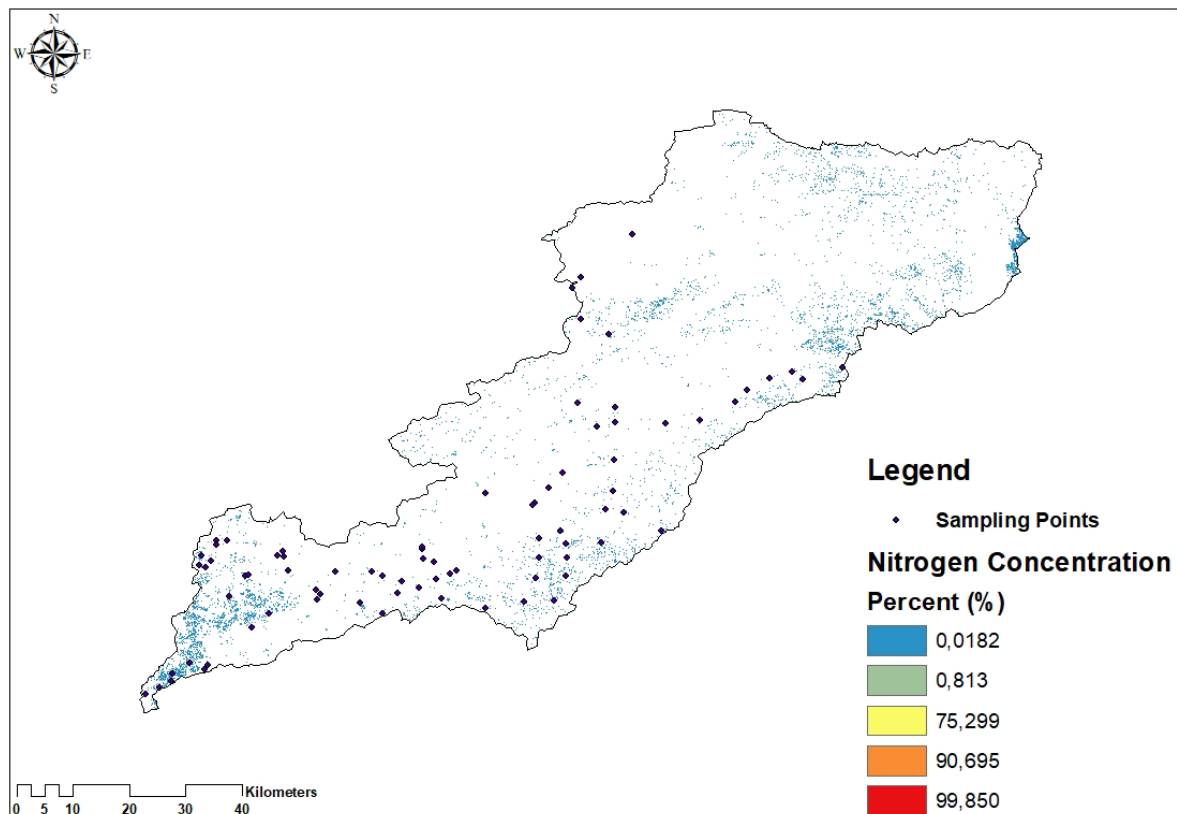 N
W E
S
Legend
Sampling Points
Nitrogen Concentration
Percent (%)
0,0182
0,813
75,299
90,695
99,850
Kilometers
0 5 10 20 30 40